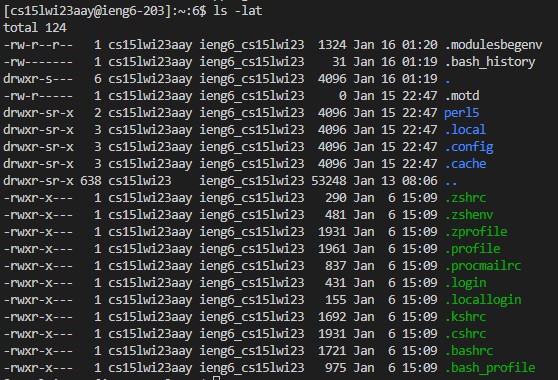 [cs15lwi23aay@ieng6-203]:~:6$ ls -lat
total 124
-rw-r--r--   1 cs15lwi23aay ieng6_cs15lwi23  1324 Jan 16 01:20 .modulesbegenv
-rw-------   1 cs15lwi23aay ieng6_cs15lwi23    31 Jan 16 01:19 .bash_history
drwxr-s---   6 cs15lwi23aay ieng6_cs15lwi23  4096 Jan 16 01:19 .
-rw-r-----   1 cs15lwi23aay ieng6_cs15lwi23     0 Jan 15 22:47 .motd
drwxr-sr-x   2 cs15lwi23aay ieng6_cs15lwi23  4096 Jan 15 22:47 perl5
drwxr-sr-x   3 cs15lwi23aay ieng6_cs15lwi23  4096 Jan 15 22:47 .local
drwxr-sr-x   3 cs15lwi23aay ieng6_cs15lwi23  4096 Jan 15 22:47 .config
drwxr-sr-x   3 cs15lwi23aay ieng6_cs15lwi23  4096 Jan 15 22:47 .cache
drwxr-sr-x 638 cs15lwi23    ieng6_cs15lwi23 53248 Jan 13 08:06 ..
-rwxr-x---   1 cs15lwi23aay ieng6_cs15lwi23   290 Jan  6 15:09 .zshrc
-rwxr-x---   1 cs15lwi23aay ieng6_cs15lwi23   481 Jan  6 15:09 .zshenv
-rwxr-x---   1 cs15lwi23aay ieng6_cs15lwi23  1931 Jan  6 15:09 .zprofile
-rwxr-x---   1 cs15lwi23aay ieng6_cs15lwi23  1961 Jan  6 15:09 .profile
-rwxr-x---   1 cs15lwi23aay ieng6_cs15lwi23   837 Jan  6 15:09 .procmailrc
-rwxr-x---   1 cs15lwi23aay ieng6_cs15lwi23   431 Jan  6 15:09 .login
-rwxr-x---   1 cs15lwi23aay ieng6_cs15lwi23   155 Jan  6 15:09 .locallogin
-rwxr-x---   1 cs15lwi23aay ieng6_cs15lwi23  1692 Jan  6 15:09 .kshrc
-rwxr-x---   1 cs15lwi23aay ieng6_cs15lwi23  1931 Jan  6 15:09 .cshrc
-rwxr-x---   1 cs15lwi23aay ieng6_cs15lwi23  1721 Jan  6 15:09 .bashrc
-rwxr-x---   1 cs15lwi23aay ieng6_cs15lwi23   975 Jan  6 15:09 .bash_profile